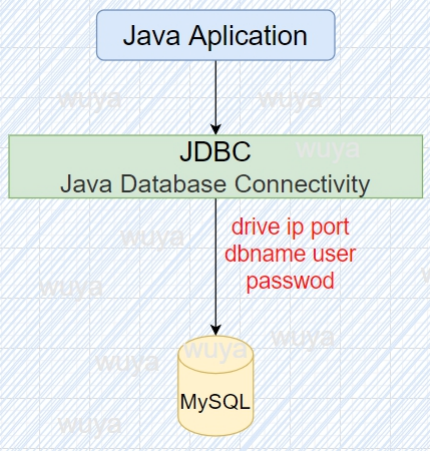 Java Aplication
wuya
wuya
JDBC
wuya
Java Database Connectivity
drive ip port
wuya
dbname user
passwod
wuya
wuya
wuya
wuya
MySQL
wuya